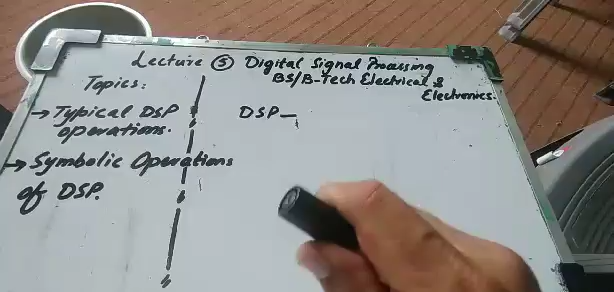 Lecture ⑤ Digital Signal Processing
BS/B-Tech Electrical &
Electronics.
Topics:
→ Typical DSP
operations.
→ Symbolic Operations
of DSP.
DSP—